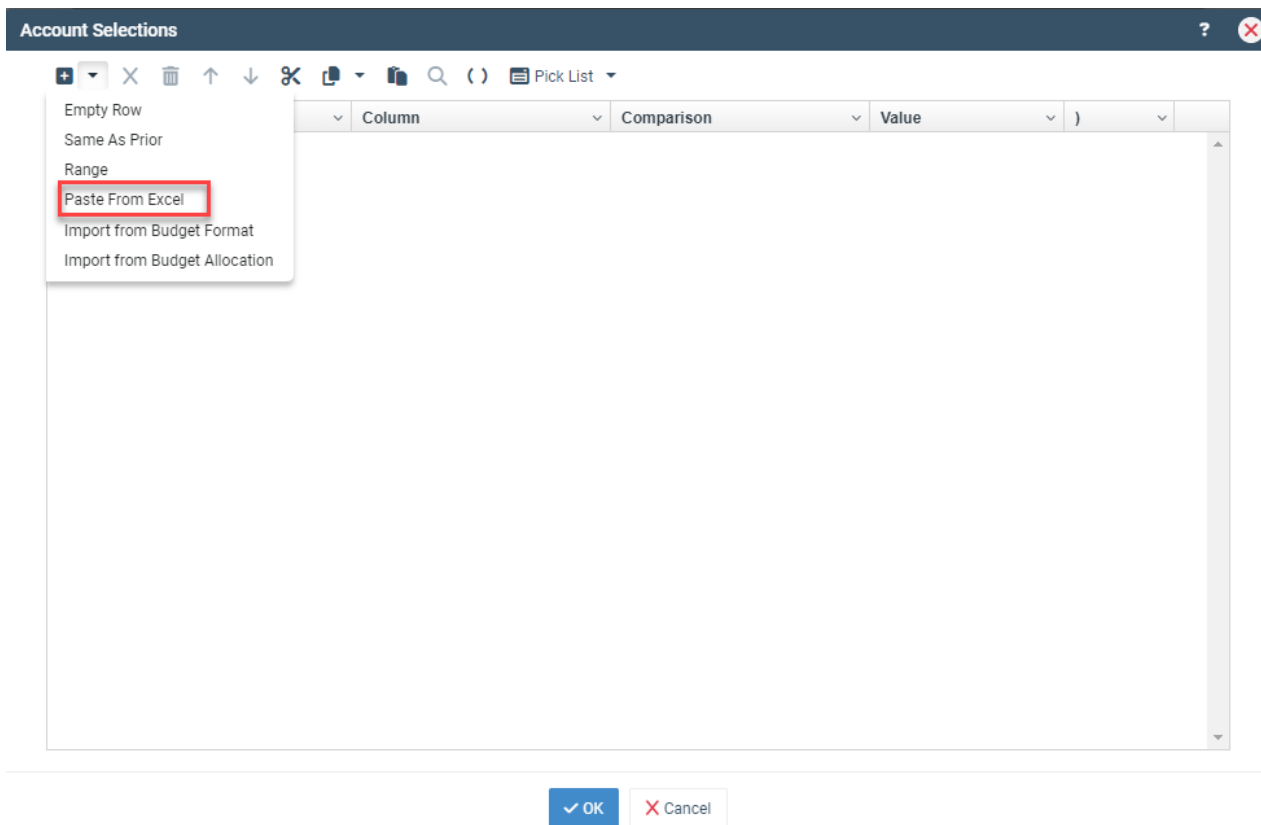 Account Selections ?
( ) Pick List
Empty Row
Column Comparison Value )
Same As Prior
Range
Paste From Excel
Import from Budget Format
Import from Budget Allocation
OK Cancel